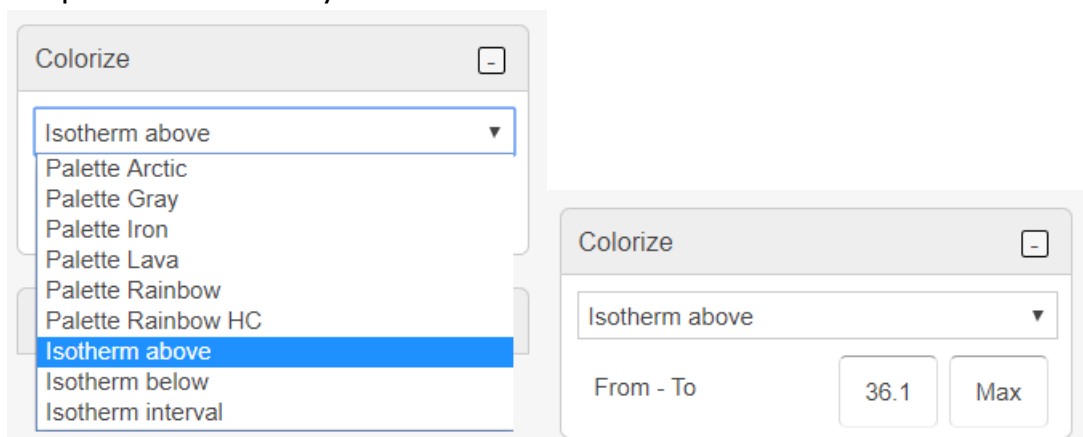 Colorize -
Isotherm above ▼
Palette Arctic
Palette Gray
Palette Iron
Palette Lava
Palette Rainbow
Palette Rainbow HC
Isotherm above
Isotherm below
Isotherm interval
Colorize -
Isotherm above ▼
From - To 36.1 Max